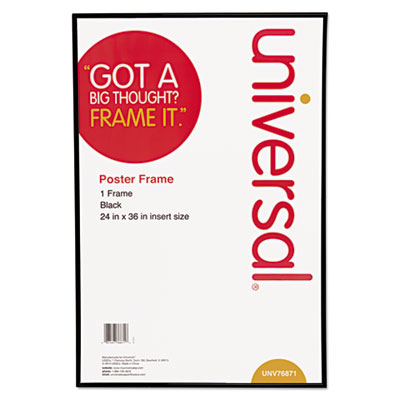 "GOT A
BIG THOUGHT?
FRAME IT."
universal®
Poster Frame
1 Frame
Black
24 in x 36 in insert size
UNV76871